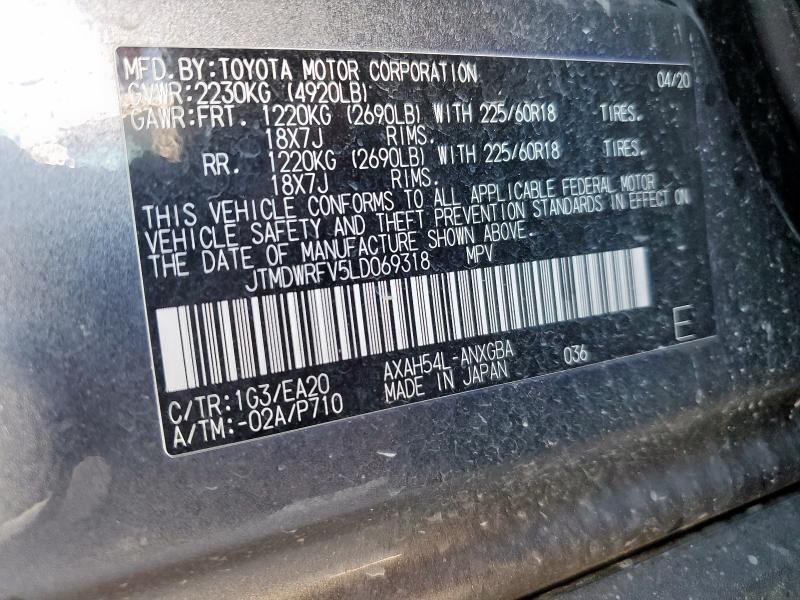 MFD. BY: TOYOTA MOTOR CORPORATION 04/20
GVWR: 2230KG (4920LB)
GAWR: FRT. 1220KG (2690LB) WITH 225/60R18 TIRES.
18X7J RIMS.
RR. 1220KG (2690LB) WITH 225/60R18 TIRES.
18X7J RIMS.
THIS VEHICLE CONFORMS TO ALL APPLICABLE FEDERAL MOTOR
VEHICLE SAFETY AND THEFT PREVENTION STANDARDS IN EFFECT ON
THE DATE OF MANUFACTURE SHOWN ABOVE.
JTMDWRFV5LD069318 MPV
E
AXAH54L-ANXGBA 036
C/TR: 1G3/EA20 MADE IN JAPAN
A/TM: -02A/P710